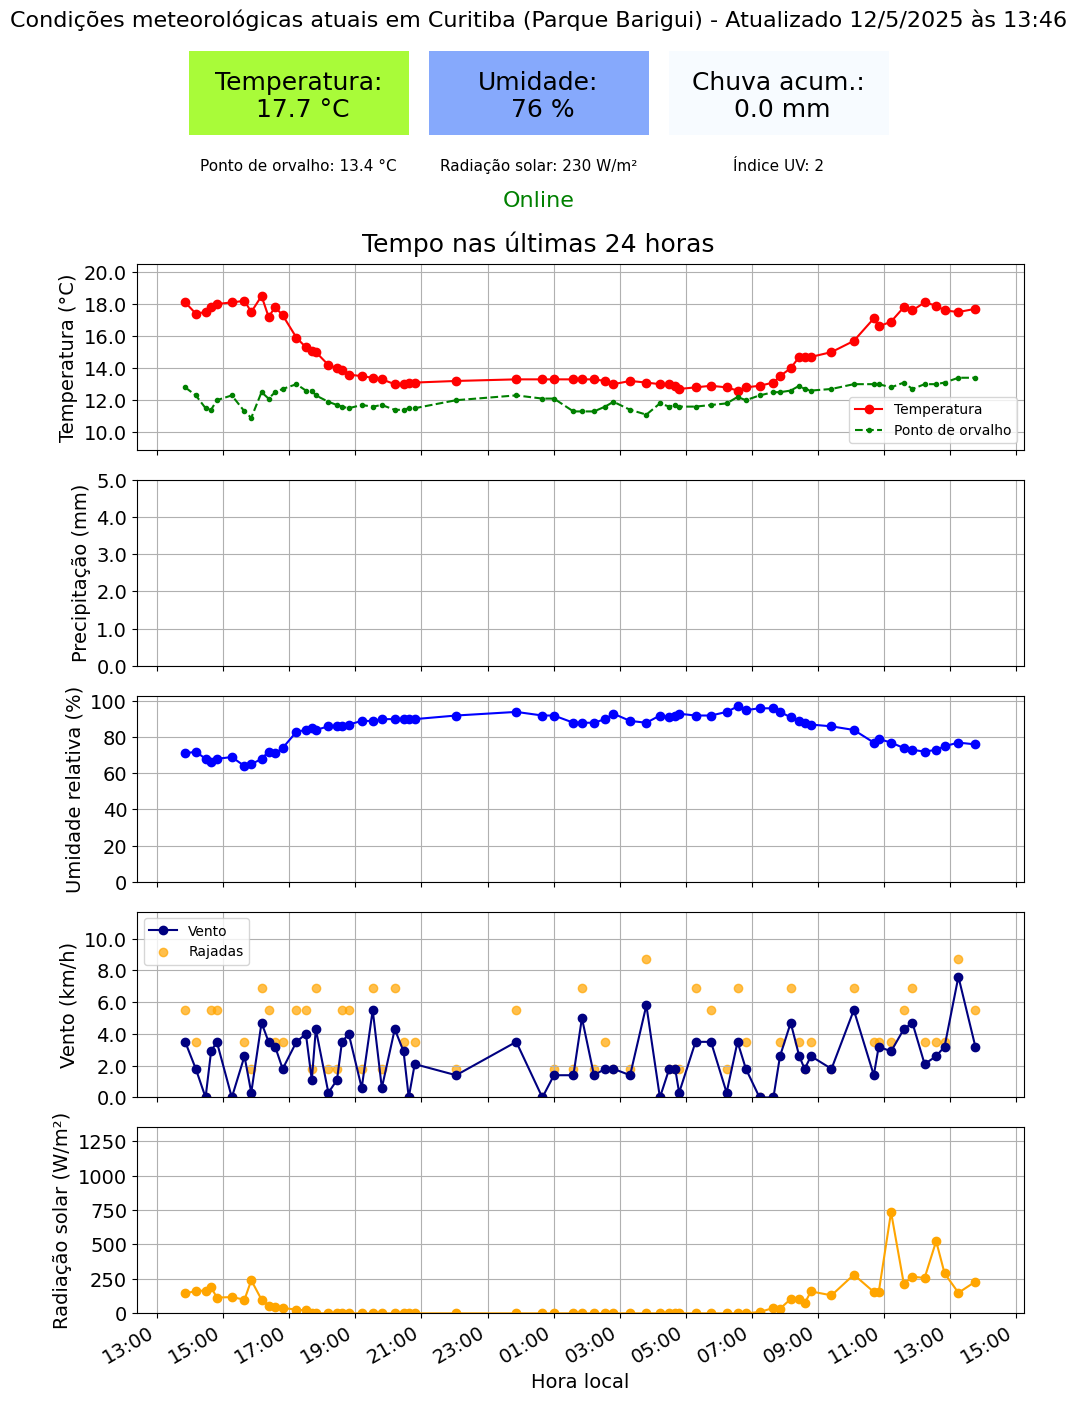 Condições meteorológicas atuais em Curitiba (Parque Barigui) - Atualizado 12/5/2025 às 13:46
Temperatura:
17.7 °C
Umidade:
76 %
Chuva acum.:
0.0 mm
Ponto de orvalho: 13.4 °C
Radiação solar: 230 W/m²
Índice UV: 2
Online
Tempo nas últimas 24 horas
Temperatura (°C)
20.0
18.0
16.0
14.0
12.0
10.0
Temperatura
Ponto de orvalho
Precipitação (mm)
5.0
4.0
3.0
2.0
1.0
0.0
Umidade relativa (%)
100
80
60
40
20
0
Vento (km/h)
10.0
8.0
6.0
4.0
2.0
0.0
Vento
Rajadas
Radiação solar (W/m²)
1250
1000
750
500
250
0
13:00
15:00
17:00
19:00
21:00
23:00
01:00
03:00
05:00
07:00
09:00
11:00
13:00
15:00
Hora local